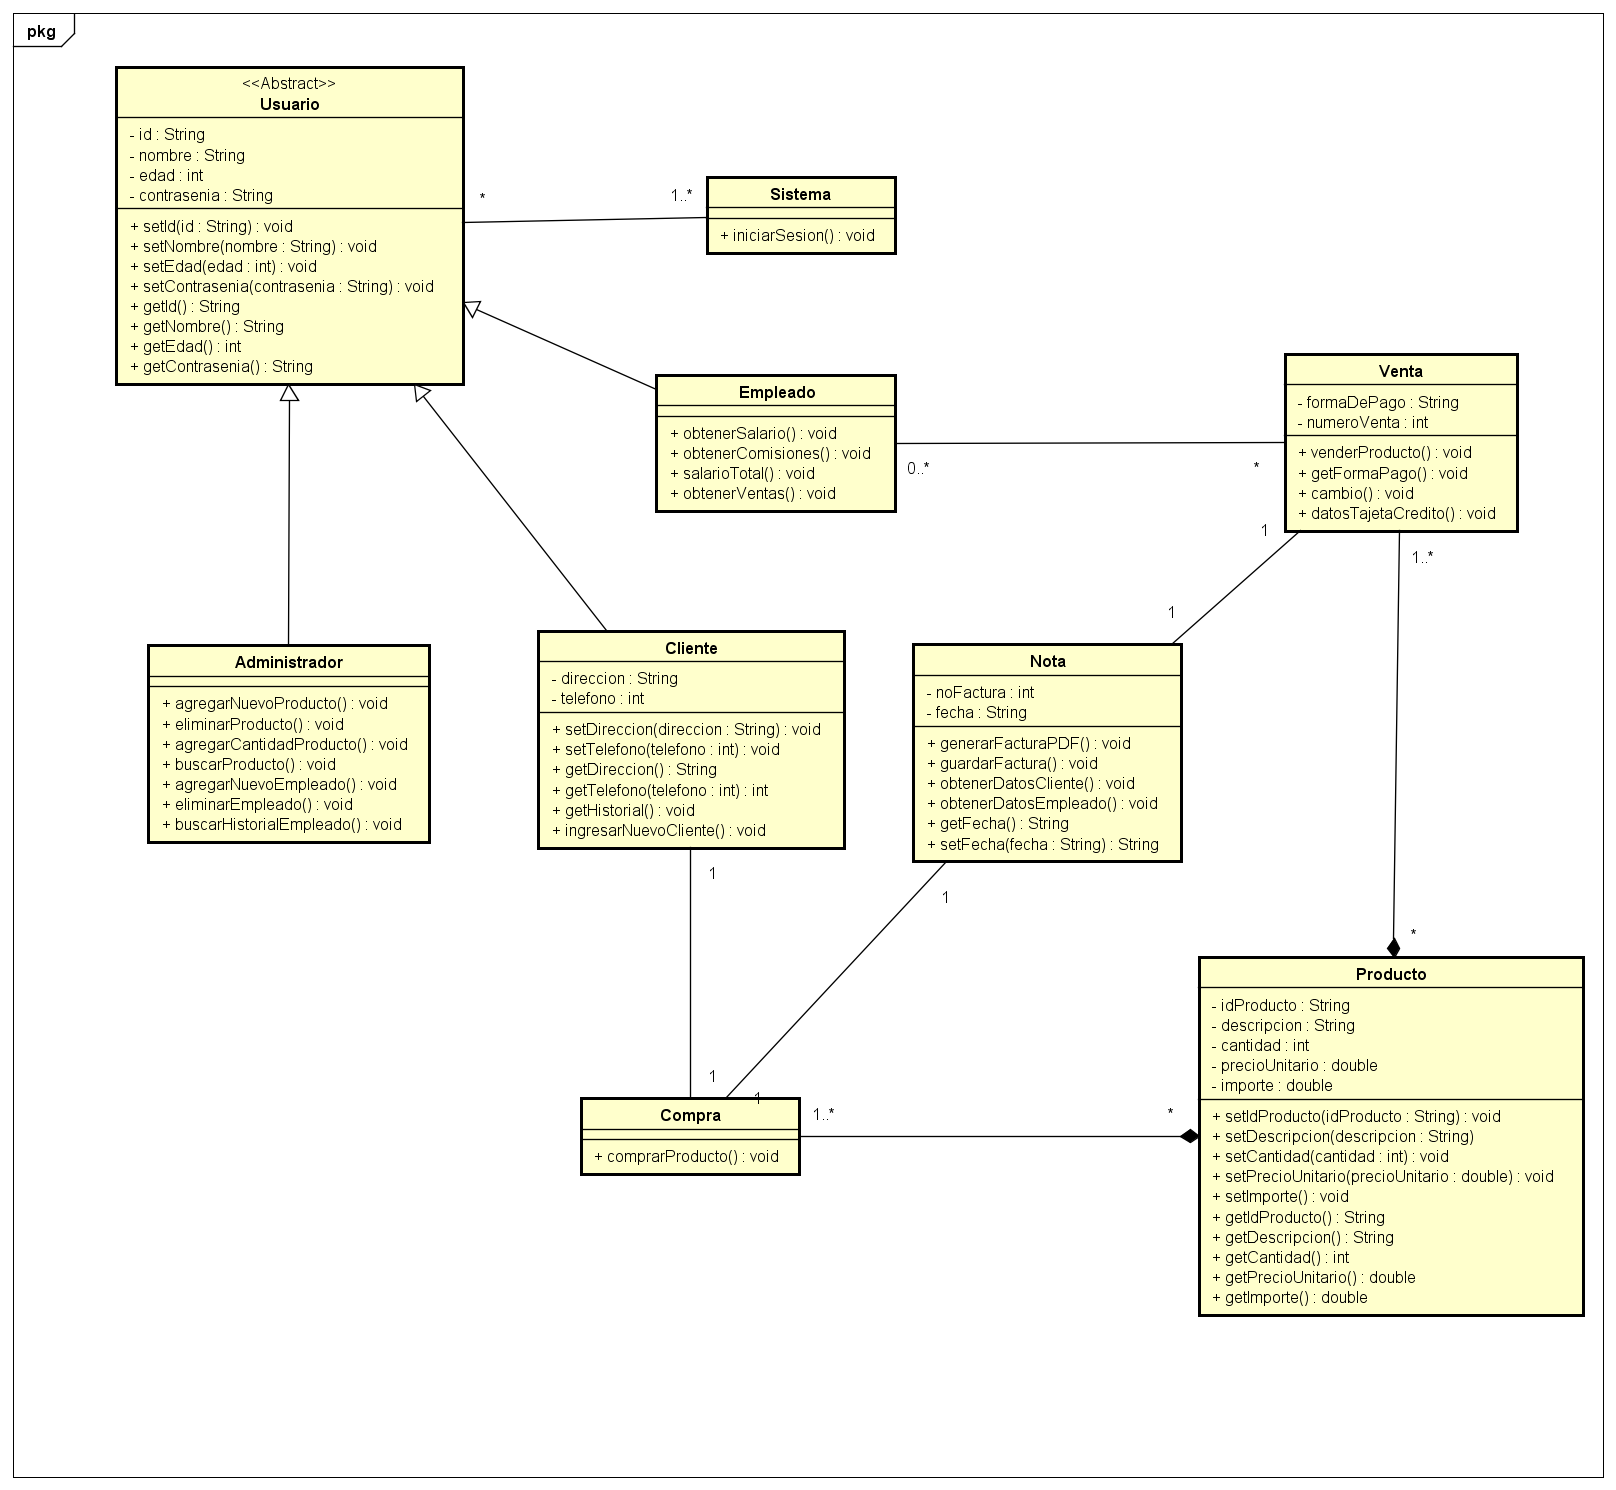 pkg
<<Abstract>>
Usuario
- id : String
- nombre : String
- edad : int
- contrasenia : String
+ setId(id : String) : void
+ setNombre(nombre : String) : void
+ setEdad(edad : int) : void
+ setContrasenia(contrasenia : String) : void
+ getId() : String
+ getNombre() : String
+ getEdad() : int
+ getContrasenia() : String
*
1..*
Sistema
+ iniciarSesion() : void
Empleado
+ obtenerSalario() : void
+ obtenerComisiones() : void
+ salarioTotal() : void
+ obtenerVentas() : void
0..*
*
Venta
- formaDePago : String
- numeroVenta : int
+ venderProducto() : void
+ getFormaPago() : void
+ cambio() : void
+ datosTajetaCredito() : void
1
1..*
1
Administrador
+ agregarNuevoProducto() : void
+ eliminarProducto() : void
+ agregarCantidadProducto() : void
+ buscarProducto() : void
+ agregarNuevoEmpleado() : void
+ eliminarEmpleado() : void
+ buscarHistorialEmpleado() : void
Cliente
- direccion : String
- telefono : int
+ setDireccion(direccion : String) : void
+ setTelefono(telefono : int) : void
+ getDireccion() : String
+ getTelefono(telefono : int) : int
+ getHistorial() : void
+ ingresarNuevoCliente() : void
Nota
- noFactura : int
- fecha : String
+ generarFacturaPDF() : void
+ guardarFactura() : void
+ obtenerDatosCliente() : void
+ obtenerDatosEmpleado() : void
+ getFecha() : String
+ setFecha(fecha : String) : String
1
1
*
1
1
Compra
+ comprarProducto() : void
1..*
*
Producto
- idProducto : String
- descripcion : String
- cantidad : int
- precioUnitario : double
- importe : double
+ setIdProducto(idProducto : String) : void
+ setDescripcion(descripcion : String)
+ setCantidad(cantidad : int) : void
+ setPrecioUnitario(precioUnitario : double) : void
+ setImporte() : void
+ getIdProducto() : String
+ getDescripcion() : String
+ getCantidad() : int
+ getPrecioUnitario() : double
+ getImporte() : double